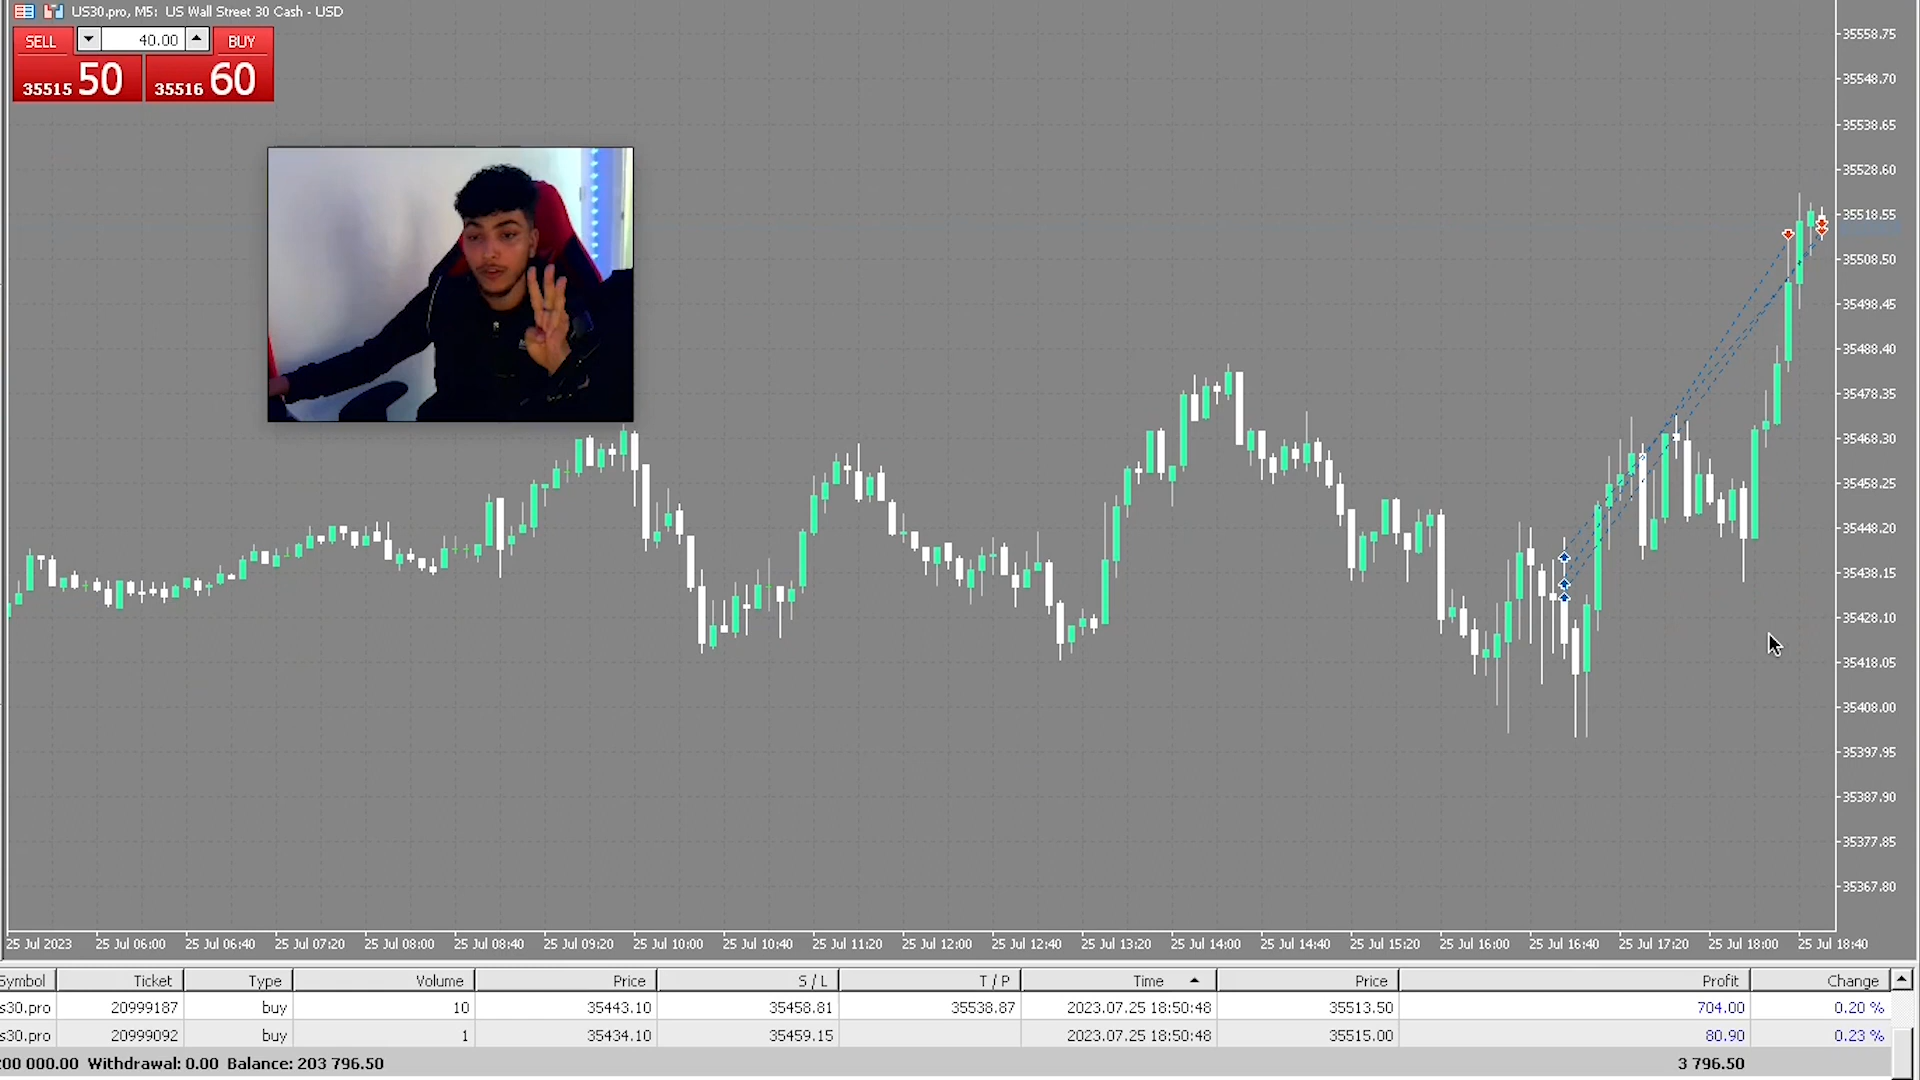 US30.pro, M5: US Wall Street 30 Cash - USD
SELL 40.00 BUY
35515 50 35516 60
35558.75
35548.70
35538.65
35528.60
35518.55
35508.50
35498.45
35488.40
35478.35
35468.30
35458.25
35448.20
35438.15
35428.10
35418.05
35408.00
35397.95
35387.90
35377.85
35367.80
25 Jul 2023 25 Jul 06:00 25 Jul 06:40 25 Jul 07:20 25 Jul 08:00 25 Jul 08:40 25 Jul 09:20 25 Jul 10:00 25 Jul 10:40 25 Jul 11:20 25 Jul 12:00 25 Jul 12:40 25 Jul 13:20 25 Jul 14:00 25 Jul 14:40 25 Jul 15:20 25 Jul 16:00 25 Jul 16:40 25 Jul 17:20 25 Jul 18:00 25 Jul 18:40
Symbol Ticket Type Volume Price S / L T / P Time Price Profit Change
s30.pro 20999187 buy 10 35443.10 35458.81 35538.87 2023.07.25 18:50:48 35513.50 704.00 0.20 %
s30.pro 20999092 buy 1 35434.10 35459.15 2023.07.25 18:50:48 35515.00 80.90 0.23 %
200 000.00 Withdrawal: 0.00 Balance: 203 796.50 3 796.50